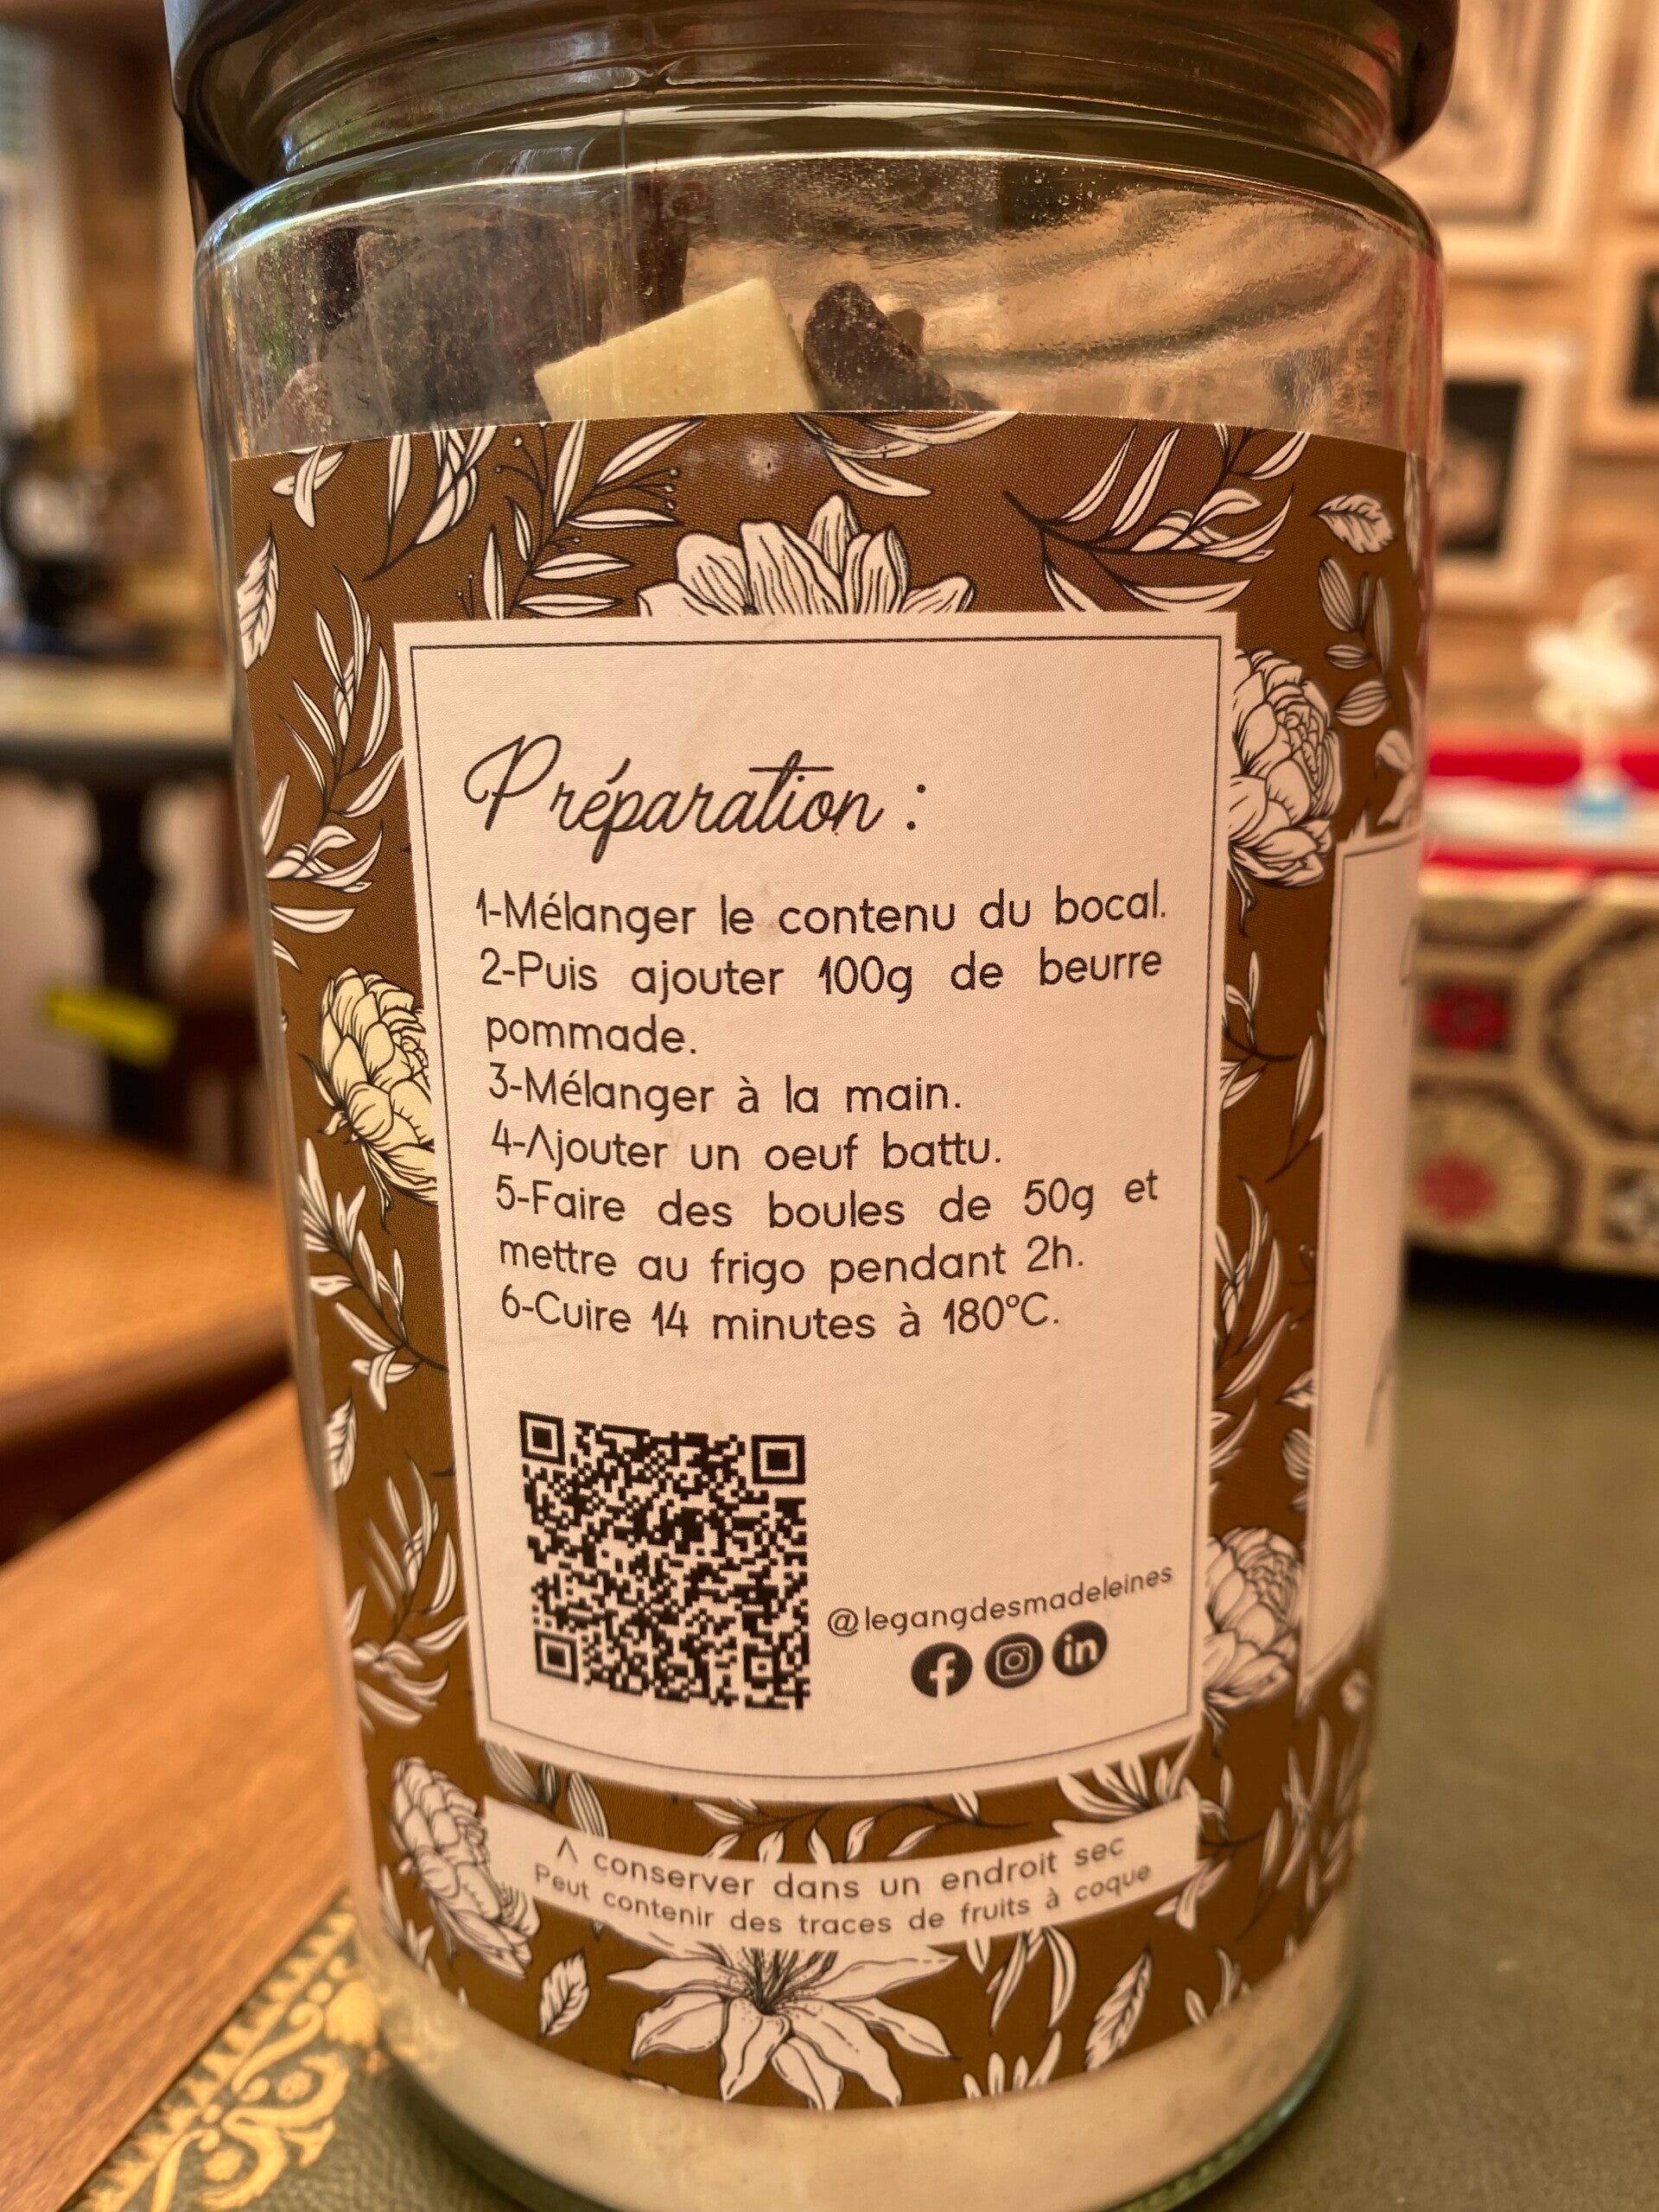 Préparation :
1-Mélanger le contenu du bocal.
2-Puis ajouter 100g de beurre
pommade.
3-Mélanger à la main.
4-Ajouter un oeuf battu.
5-Faire des boules de 50g et
mettre au frigo pendant 2h.
6-Cuire 14 minutes à 180°C.
@legangdesmadeleines
f in
A conserver dans un endroit sec
Peut contenir des traces de fruits à coque